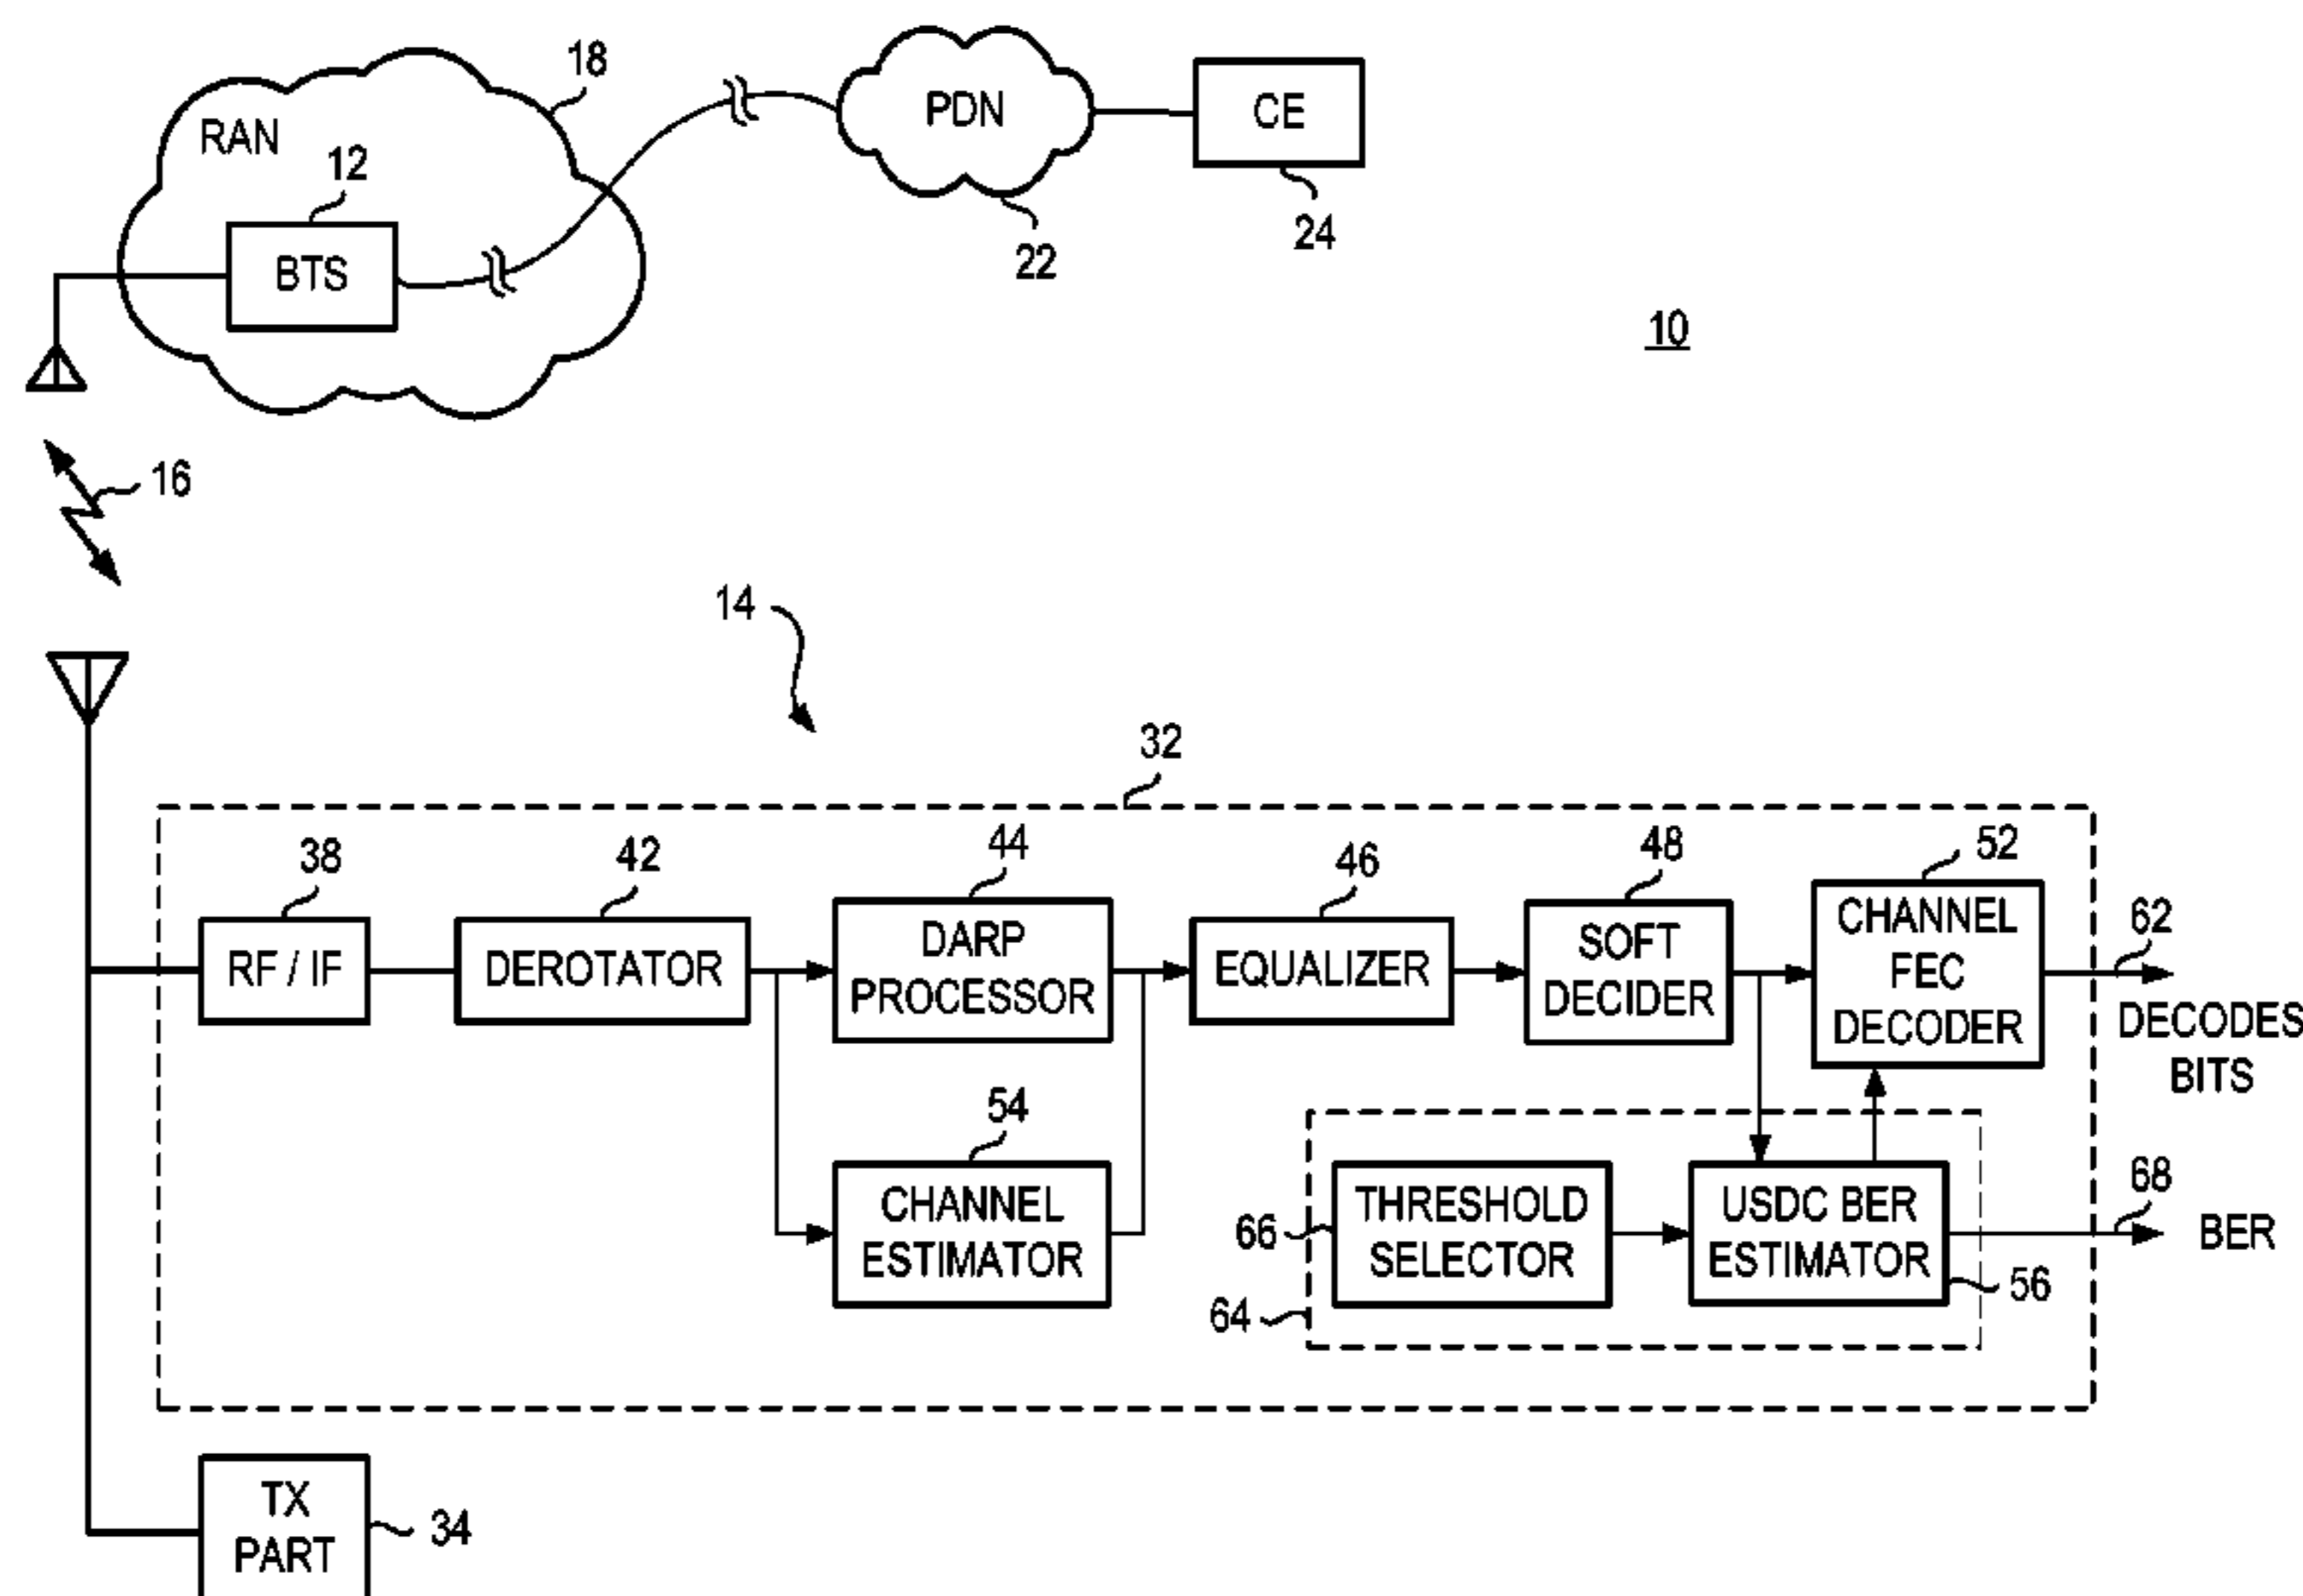 18
RAN
PDN
CE
12
BTS
24
22
10
16
14
32
38
42
44
46
48
52
RF / IF
DEROTATOR
DARP
PROCESSOR
EQUALIZER
SOFT
DECIDER
CHANNEL
FEC
DECODER
62
DECODES
BITS
54
CHANNEL
ESTIMATOR
66
THRESHOLD
SELECTOR
USDC BER
ESTIMATOR
68
BER
56
64
TX
PART
34